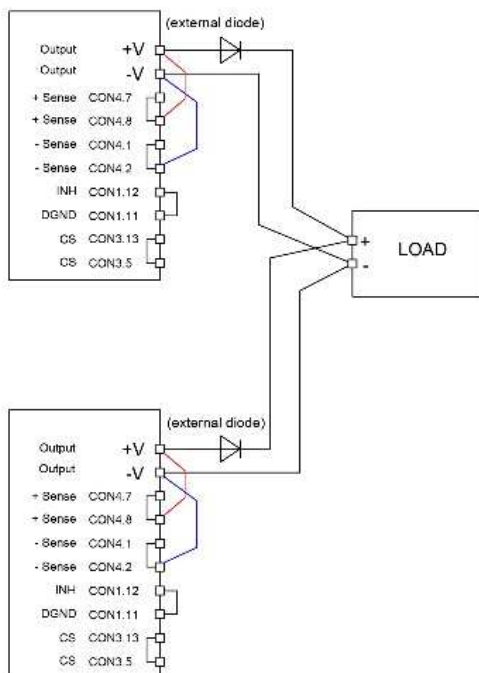 (external diode)
Output +V
Output -V
+ Sense CON4.7
+ Sense CON4.8
- Sense CON4.1
- Sense CON4.2
INH CON1.12
DGND CON1.11
CS CON3.13
CS CON3.5
+ LOAD
-
(external diode)
Output +V
Output -V
+ Sense CON4.7
+ Sense CON4.8
- Sense CON4.1
- Sense CON4.2
INH CON1.12
DGND CON1.11
CS CON3.13
CS CON3.5